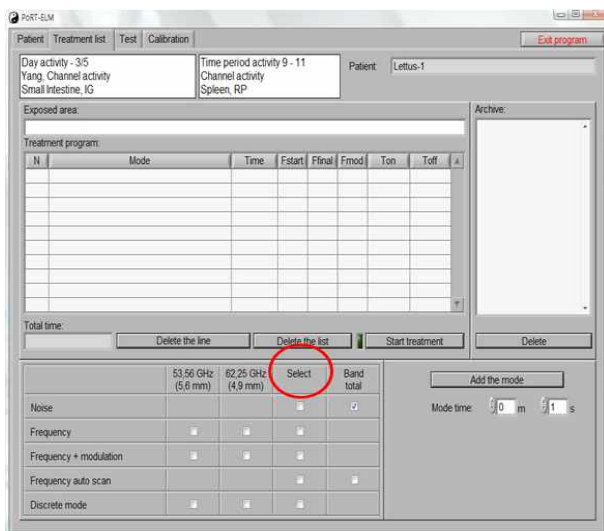 PoRT-ELM
Patient Treatment list Test Calibration
Exit program
Day activity - 3/5
Yang, Channel activity
Small Intestine, IG
Time period activity 9 - 11
Channel activity
Spleen, RP
Patient: Lettus-1
Exposed area:
Archive:
Treatment program:
N Mode Time Fstart Ffinal Fmod Ton Toff
Total time:
Delete the line Delete the list Start treatment Delete
53,56 GHz (5,6 mm)
62,25 GHz (4,9 mm)
Select
Band total
Add the mode
Noise
Mode time: 0 m 1 s
Frequency
Frequency + modulation
Frequency auto scan
Discrete mode